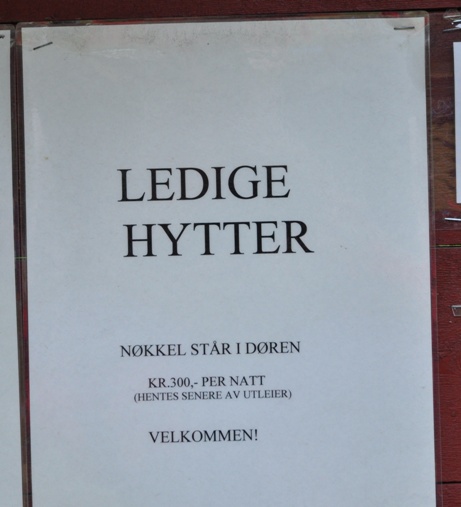 LEDIGE
HYTTER
NØKKEL STÅR I DØREN
KR.300,- PER NATT
(HENTES SENERE AV UTLEIER)
VELKOMMEN!